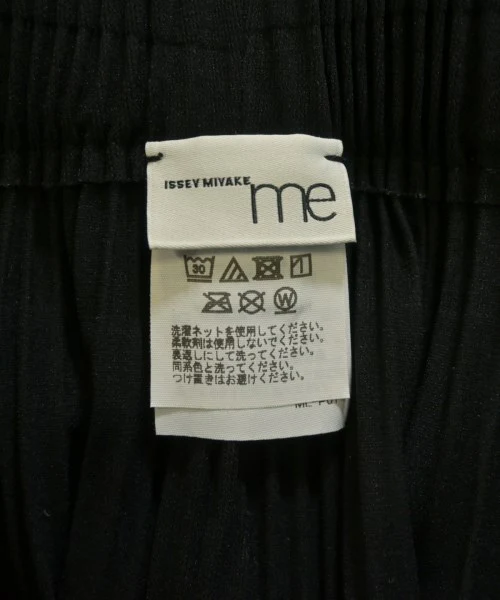 ISSEY MIYAKE me
30
W
洗濯ネットを使用してください。
柔軟剤は使用しないでください。
裏返しにして洗ってください。
同系色と洗ってください。
つけ置きはお避けください。